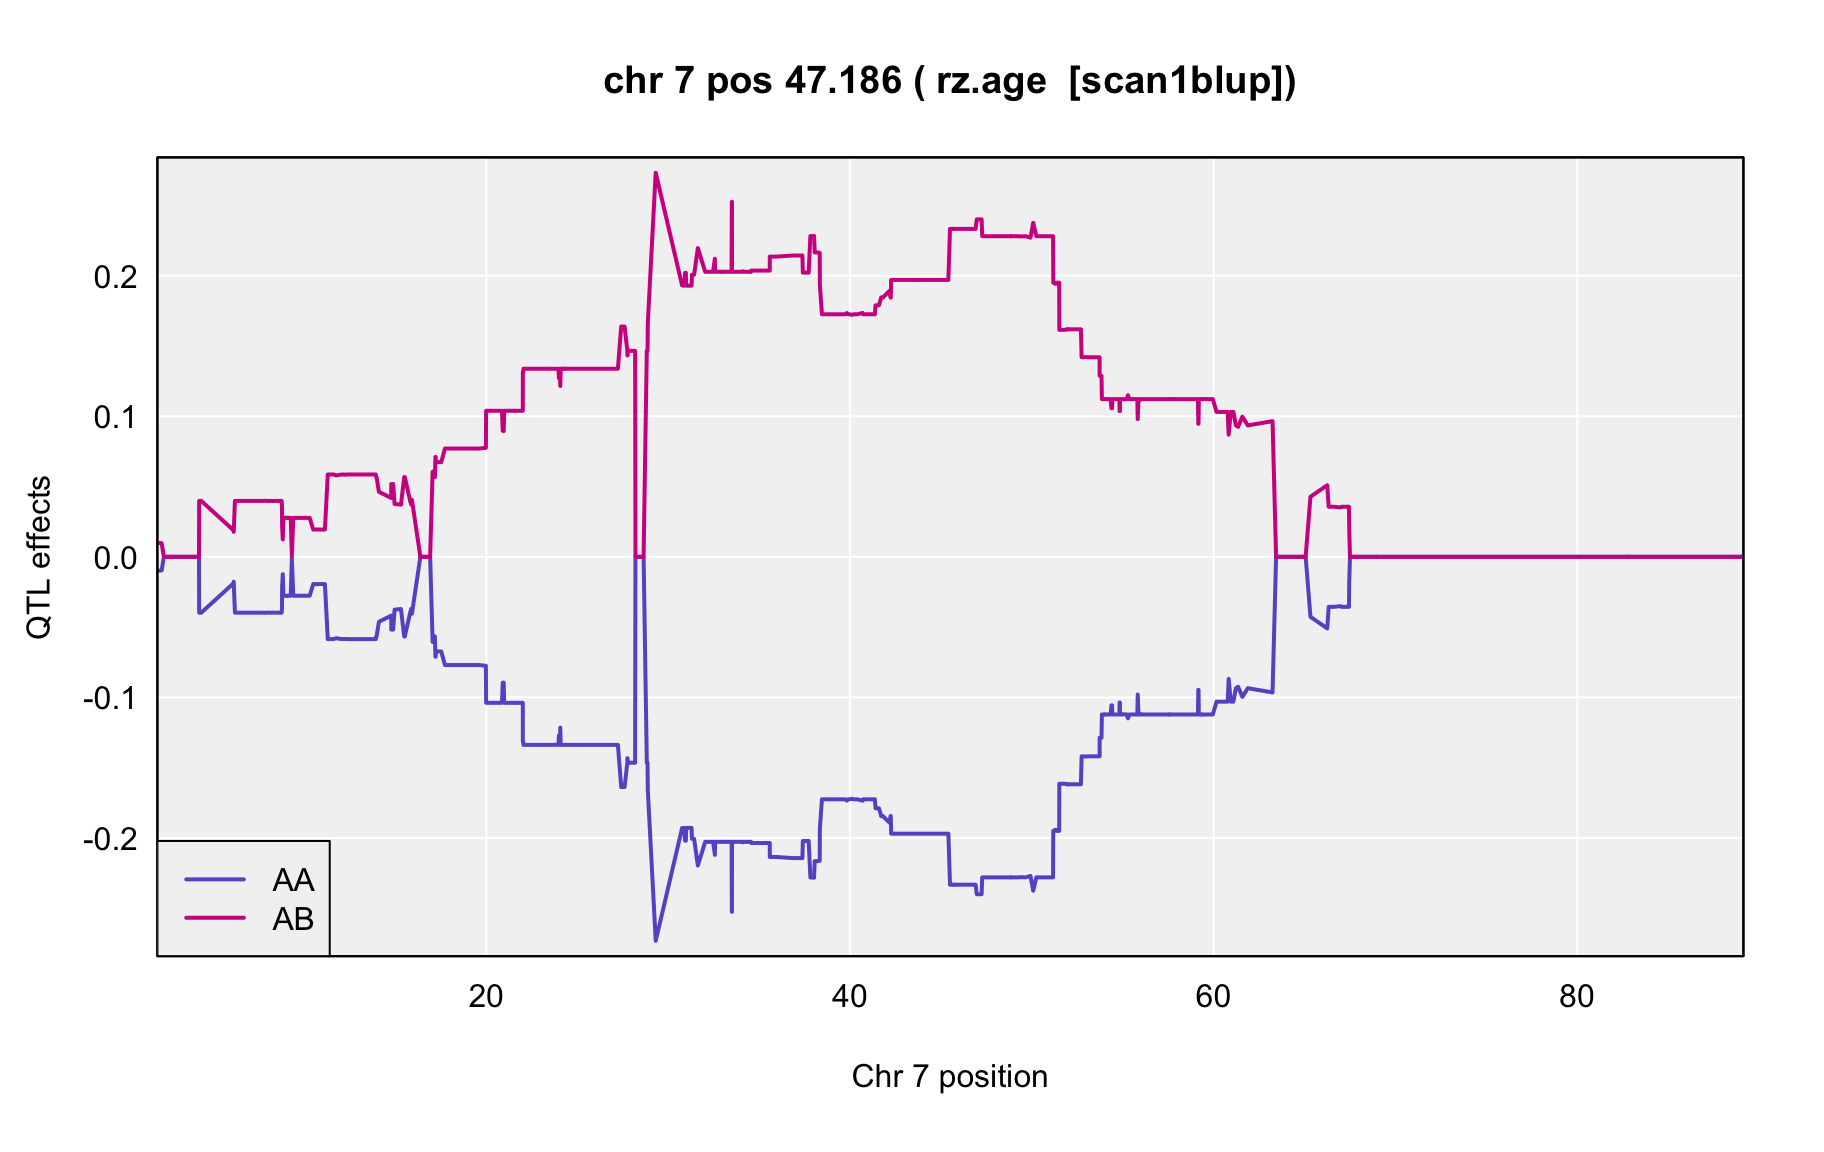 chr 7 pos 47.186 ( rz.age  [scan1blup])
QTL effects
0.2
0.1
0.0
-0.1
-0.2
AA
AB
20 40 60 80
Chr 7 position